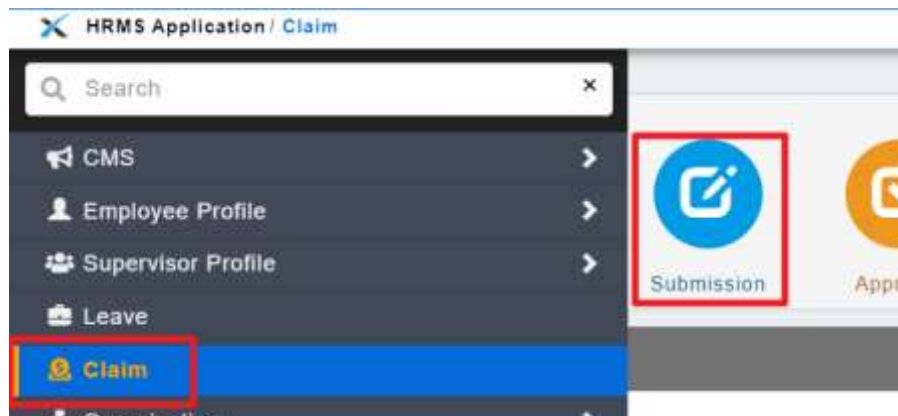 HRMS Application / Claim
Search ×
CMS
Employee Profile
Supervisor Profile
Submission
Leave
Claim